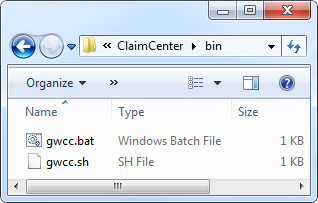 « ClaimCenter ▸ bin
Organize ▾ »
Name Type Size
gwcc.bat Windows Batch File 1 KB
gwcc.sh SH File 1 KB